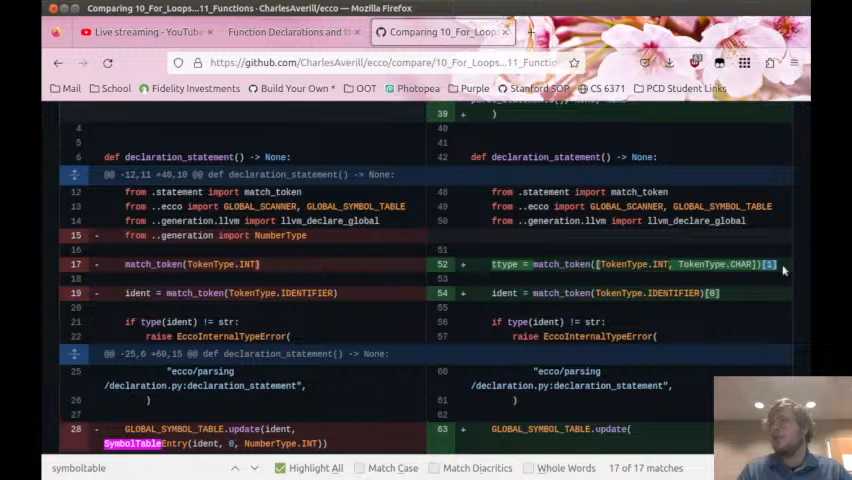 Comparing 10_For_Loops...11_Functions · CharlesAverill/ecco — Mozilla Firefox
Live streaming - YouTube ×
Function Declarations and th ×
Comparing 10_For_Loops ×
+
https://github.com/CharlesAverill/ecco/compare/10_For_Loops...11_Functio
Mail School Fidelity Investments Build Your Own * OOT Photopea Purple SOM Server CS 6371 PCD Student Links
39 + )
4 40
5 41
6 def declaration_statement() -> None: 42 def declaration_statement() -> None:
@@ -12,11 +48,10 @@ def declaration_statement() -> None:
12 from .statement import match_token 48 from .statement import match_token
13 from ..ecco import GLOBAL_SCANNER, GLOBAL_SYMBOL_TABLE 49 from ..ecco import GLOBAL_SCANNER, GLOBAL_SYMBOL_TABLE
14 from ..generation.llvm import llvm_declare_global 50 from ..generation.llvm import llvm_declare_global
15 - from ..generation import NumberType
16 51
17 - match_token(TokenType.INT) 52 + ttype = match_token([TokenType.INT, TokenType.CHAR])[1]
18 53
19 - ident = match_token(TokenType.IDENTIFIER) 54 + ident = match_token(TokenType.IDENTIFIER)[0]
20 55
21 if type(ident) != str: 56 if type(ident) != str:
22 raise EccoInternalTypeError( 57 raise EccoInternalTypeError(
@@ -25,6 +60,15 @@ def declaration_statement() -> None:
25 "ecco/parsing 60 "ecco/parsing
/declaration.py:declaration_statement", /declaration.py:declaration_statement",
26 ) 61 )
27 62
28 - GLOBAL_SYMBOL_TABLE.update(ident, 63 + GLOBAL_SYMBOL_TABLE.update(
SymbolTableEntry(ident, 0, NumberType.INT))
symboltable Highlight All Match Case Match Diacritics Whole Words 17 of 17 matches